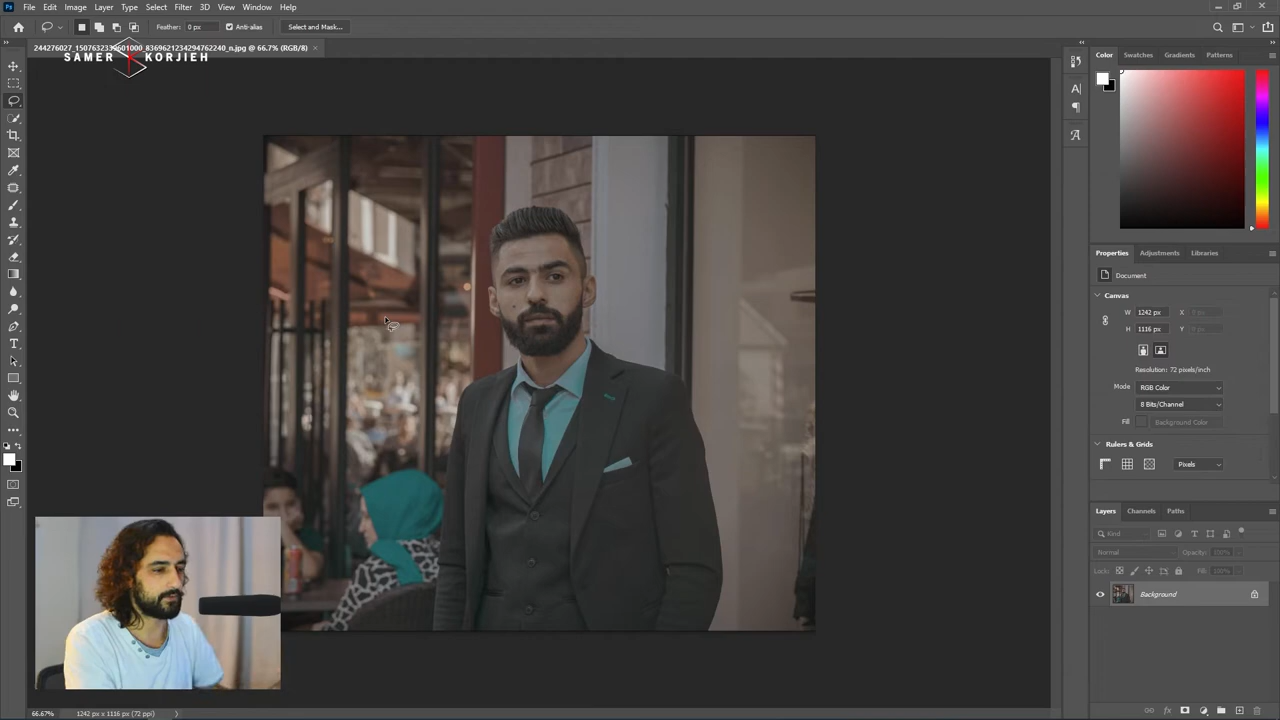 Ps File Edit Image Layer Type Select Filter 3D View Window Help
Feather: 0 px Anti-alias Select and Mask...
SAMER KORJIEH
Color Swatches Gradients Patterns
Properties Adjustments Libraries
Document
Canvas
W 1242 px X
H 1116 px Y
Resolution: 72 pixels/inch
Mode RGB Color
8 Bits/Channel
Fill Background Color
Rulers & Grids
Pixels
Layers Channels Paths
Kind
Normal Opacity: 100%
Lock: Fill: 100%
Background
66.67% 1242 px x 1116 px (72 ppi)